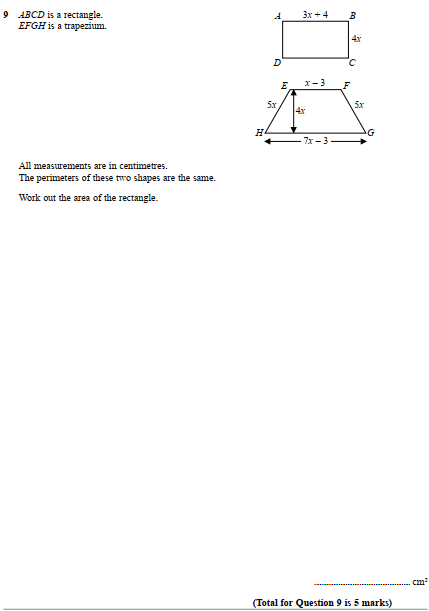 9 ABCD is a rectangle.
EFGH is a trapezium.
A 3x + 4 B
4x
D C
E x – 3 F
5x 4x 5x
H G
7x – 3
All measurements are in centimetres.
The perimeters of these two shapes are the same.
Work out the area of the rectangle.
.............................. cm²
(Total for Question 9 is 5 marks)